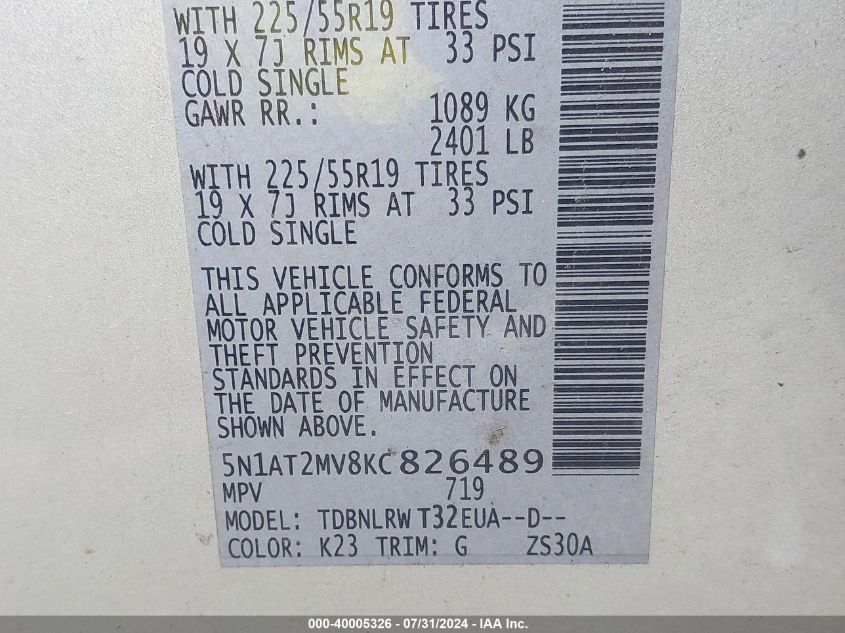 WITH 225/55R19 TIRES
19 X 7J RIMS AT 33 PSI
COLD SINGLE
GAWR RR.: 1089 KG
2401 LB
WITH 225/55R19 TIRES
19 X 7J RIMS AT 33 PSI
COLD SINGLE
THIS VEHICLE CONFORMS TO
ALL APPLICABLE FEDERAL
MOTOR VEHICLE SAFETY AND
THEFT PREVENTION
STANDARDS IN EFFECT ON
THE DATE OF MANUFACTURE
SHOWN ABOVE.
5N1AT2MV8KC826489
MPV 719
MODEL: TDBNLRW T32EUA--D--
COLOR: K23 TRIM: G ZS30A
000-40005326 - 07/31/2024 - IAA Inc.